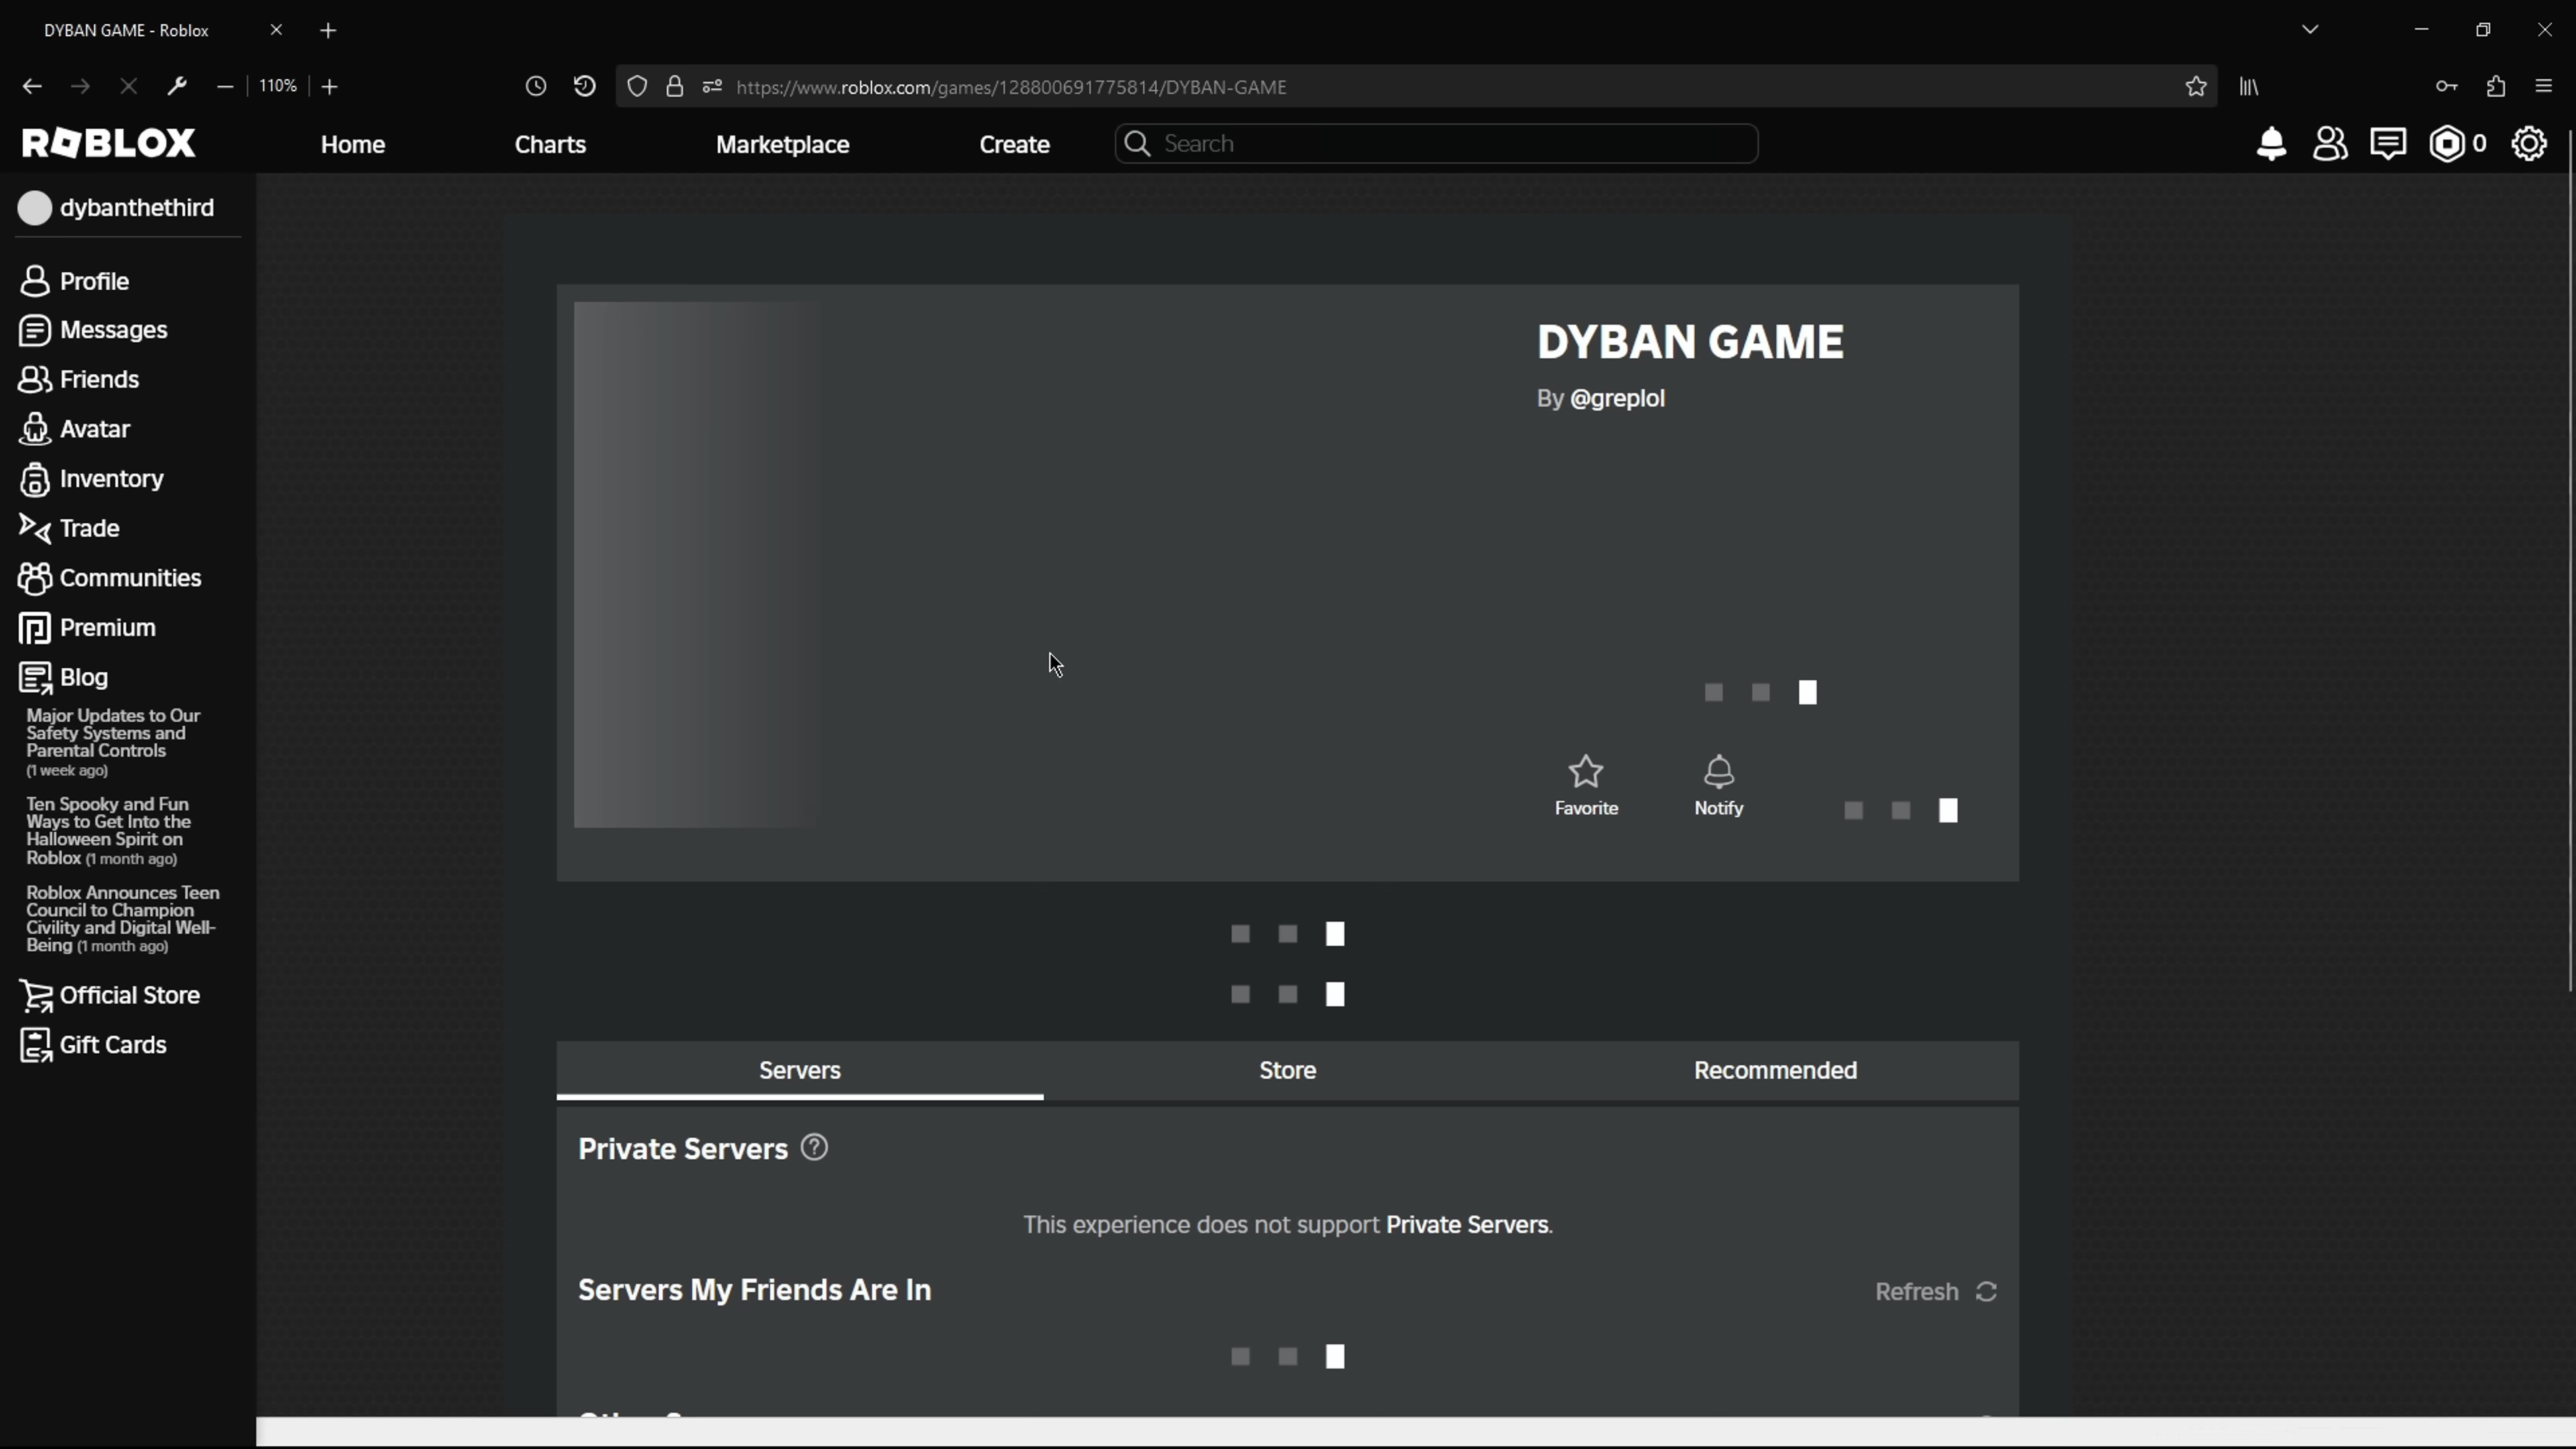 DYBAN GAME - Roblox
110%
https://www.roblox.com/games/128800691775814/DYBAN-GAME
ROBLOX
Home
Charts
Marketplace
Create
Search
0
dybanthethird
Profile
Messages
Friends
Avatar
Inventory
Trade
Communities
Premium
Blog
Major Updates to Our
Safety Systems and
Parental Controls
(1 week ago)
Ten Spooky and Fun
Ways to Get Into the
Halloween Spirit on
Roblox (1 month ago)
Roblox Announces Teen
Council to Champion
Civility and Digital Well-
Being (1 month ago)
Official Store
Gift Cards
DYBAN GAME
By @greplol
Favorite
Notify
Servers
Store
Recommended
Private Servers
This experience does not support Private Servers.
Servers My Friends Are In
Refresh